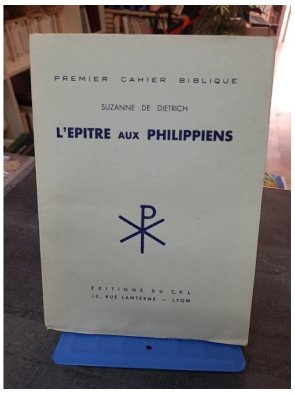 PREMIER CAHIER BIBLIQUE
SUZANNE DE DIETRICH
L'EPITRE AUX PHILIPPIENS
EDITIONS DU C.P.J.
10, RUE LANTERNE – LYON